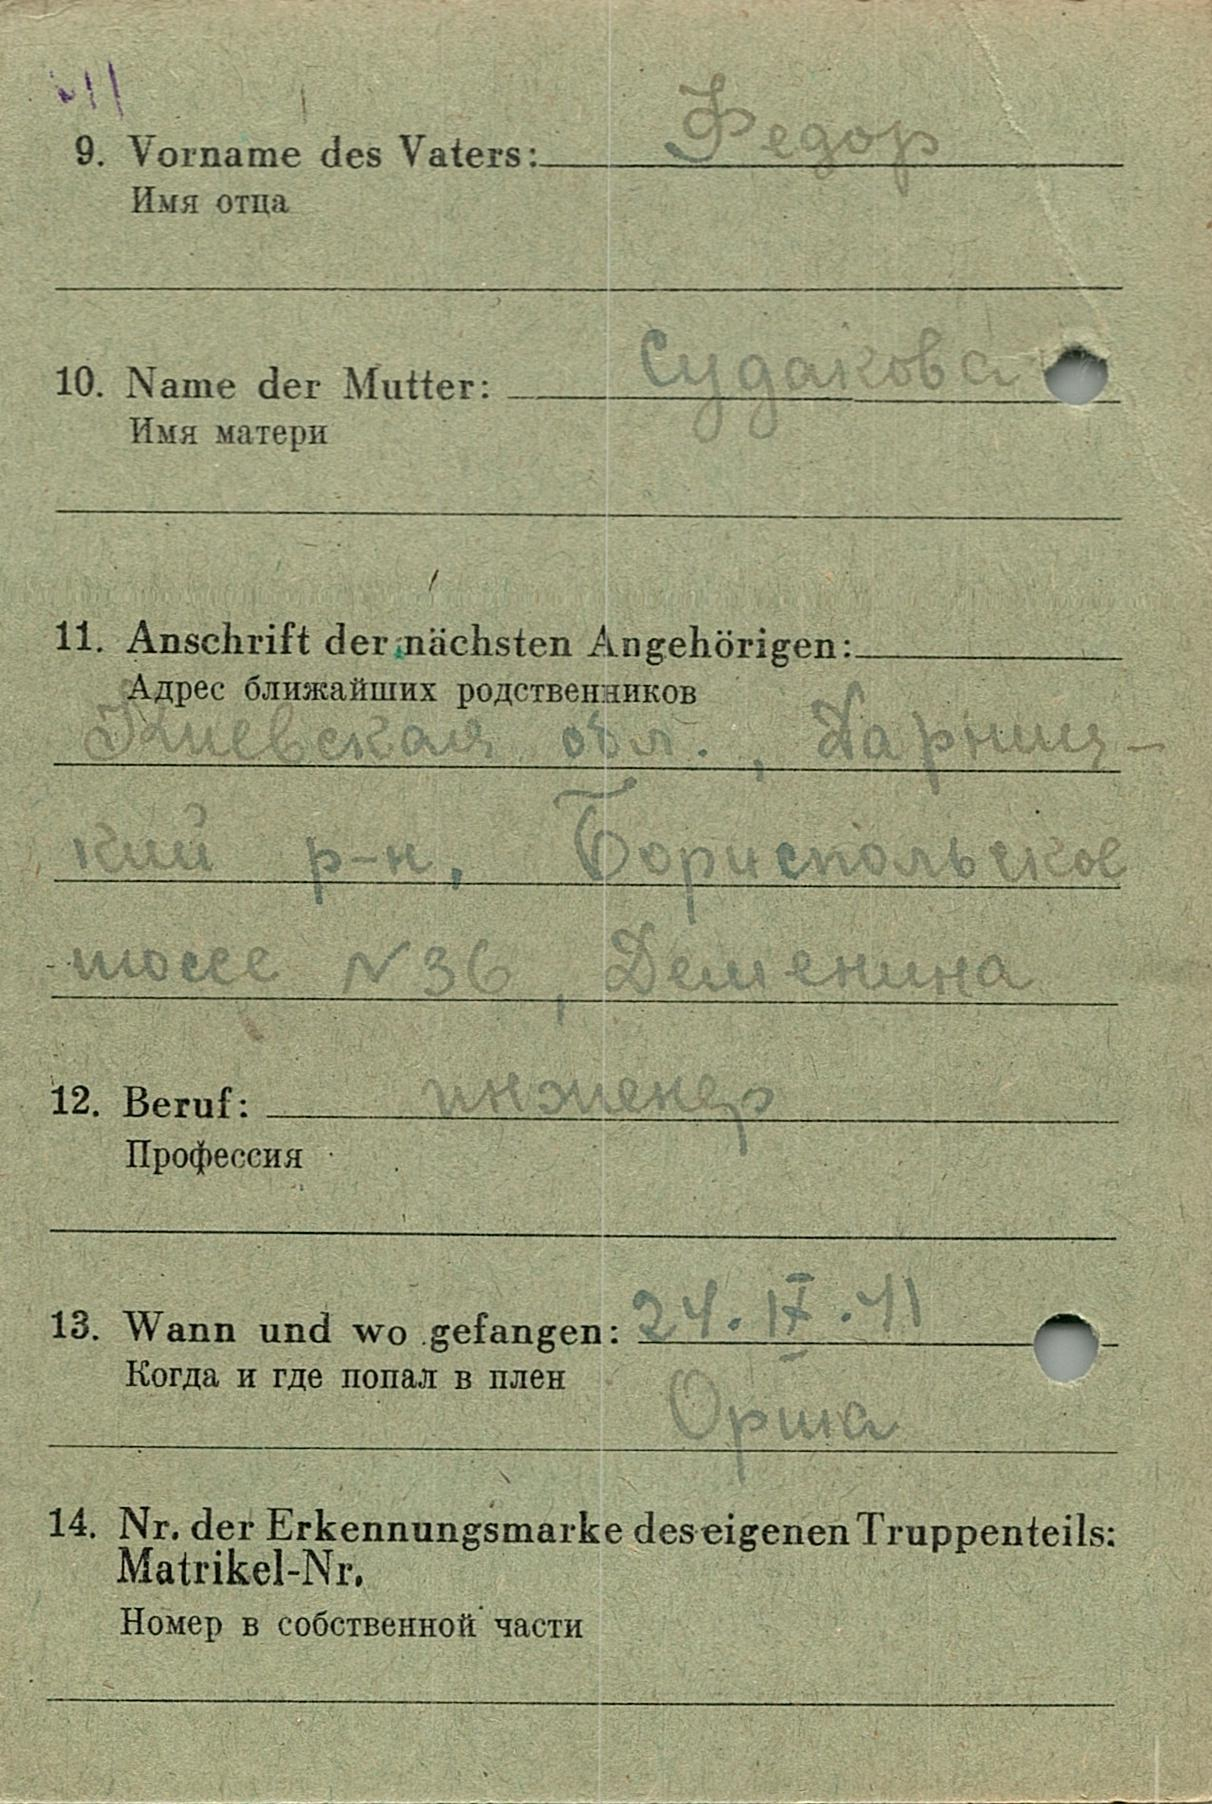 9. Vorname des Vaters: Федор
Имя отца
10. Name der Mutter: Судакова
Имя матери
11. Anschrift der nächsten Angehörigen:
Адрес ближайших родственников
Киевская обл., Дарниц-
кий р-н, Бориспольское
шоссе N 36, Деменина
12. Beruf: инженер
Профессия
13. Wann und wo gefangen: 24. IX. 41
Когда и где попал в плен
Орша
14. Nr. der Erkennungsmarke des eigenen Truppenteils:
Matrikel-Nr.
Номер в собственной части